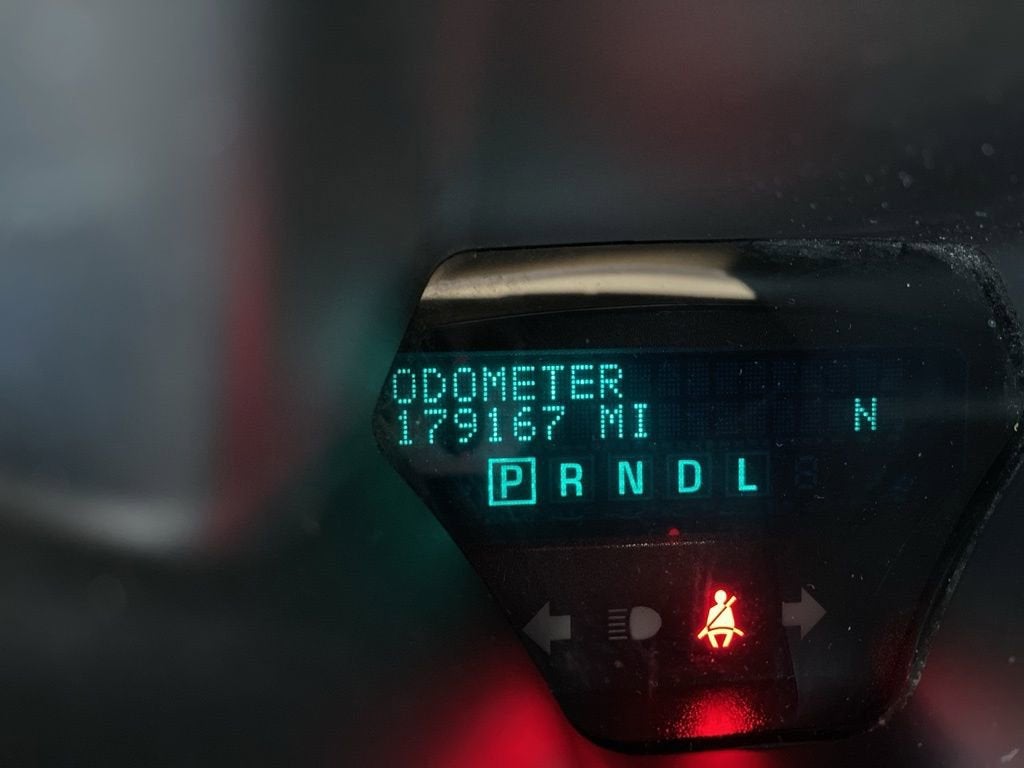 ODOMETER
179167 MI N
P R N D L